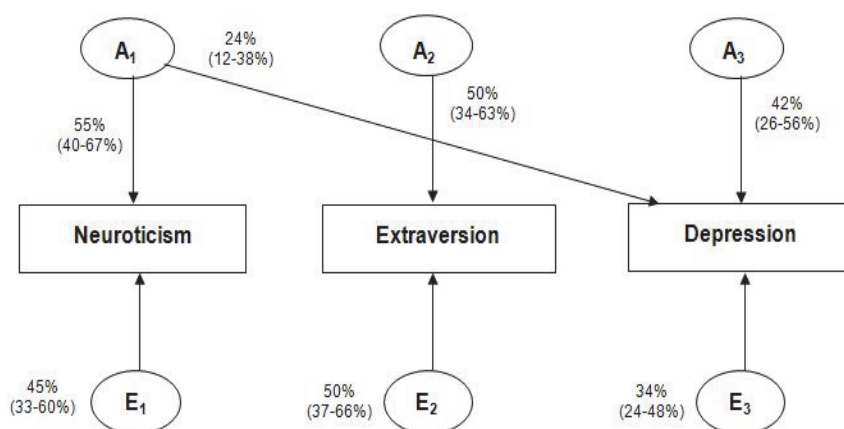 A1
24%
(12-38%)
A2
50%
(34-63%)
A3
42%
(26-56%)
55%
(40-67%)
Neuroticism
Extraversion
Depression
45%
(33-60%)
E1
50%
(37-66%)
E2
34%
(24-48%)
E3